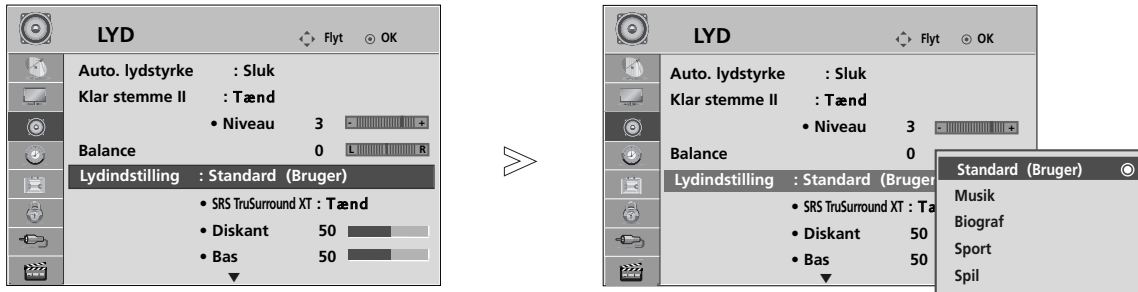 LYD
Flyt
OK
Auto. lydstyrke : Sluk
Klar stemme II : Tænd
• Niveau 3 - +
Balance 0 L R
Lydindstilling : Standard (Bruger)
• SRS TruSurround XT : Tænd
• Diskant 50
• Bas 50
LYD
Flyt
OK
Auto. lydstyrke : Sluk
Klar stemme II : Tænd
• Niveau 3 - +
Balance 0
Lydindstilling : Standard (Bruger
• SRS TruSurround XT : Tæ
• Diskant 50
• Bas 50
Standard (Bruger)
Musik
Biograf
Sport
Spil